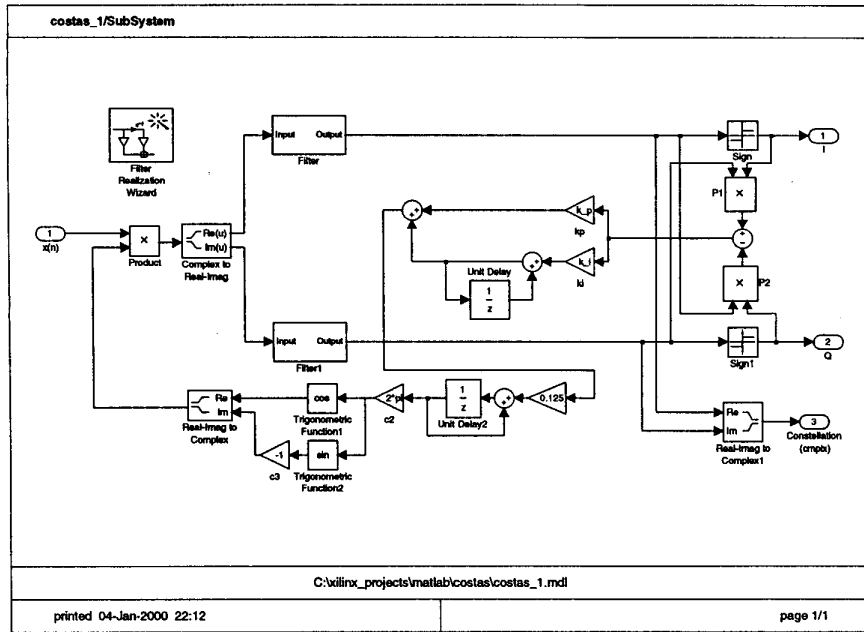 costas_1/SubSystem
Filter
Realization
Wizard
Input Output
Filter
Sign
1
I
P1
×
1
x(n)
×
Product
Re(u)
Im(u)
Complex to
Real-Imag
+
+
k_p
kp
+
−
Unit Delay
1
z
+
+
k_i
ki
×
P2
Input Output
Filter1
Sign1
2
Q
Re
Im
Real-Imag to
Complex
cos
Trigonometric
Function1
2*pi
c2
1
z
Unit Delay2
+
+
0.125
-1
c3
sin
Trigonometric
Function2
Re
Im
Real-Imag to
Complex1
3
Constellation
(cmplx)
C:\xilinx_projects\matlab\costas\costas_1.mdl
printed 04-Jan-2000 22:12
page 1/1